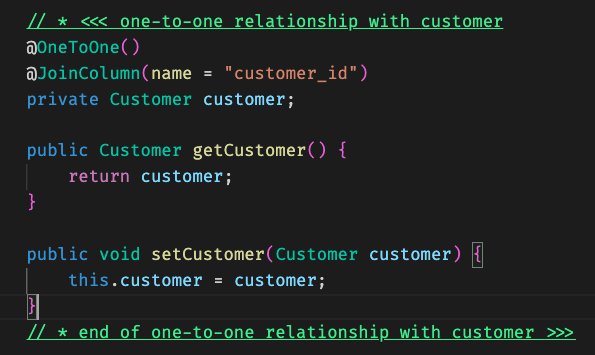 // * <<< one-to-one relationship with customer
@OneToOne()
@JoinColumn(name = "customer_id")
private Customer customer;
public Customer getCustomer() {
return customer;
}
public void setCustomer(Customer customer) {
this.customer = customer;
}
// * end of one-to-one relationship with customer >>>